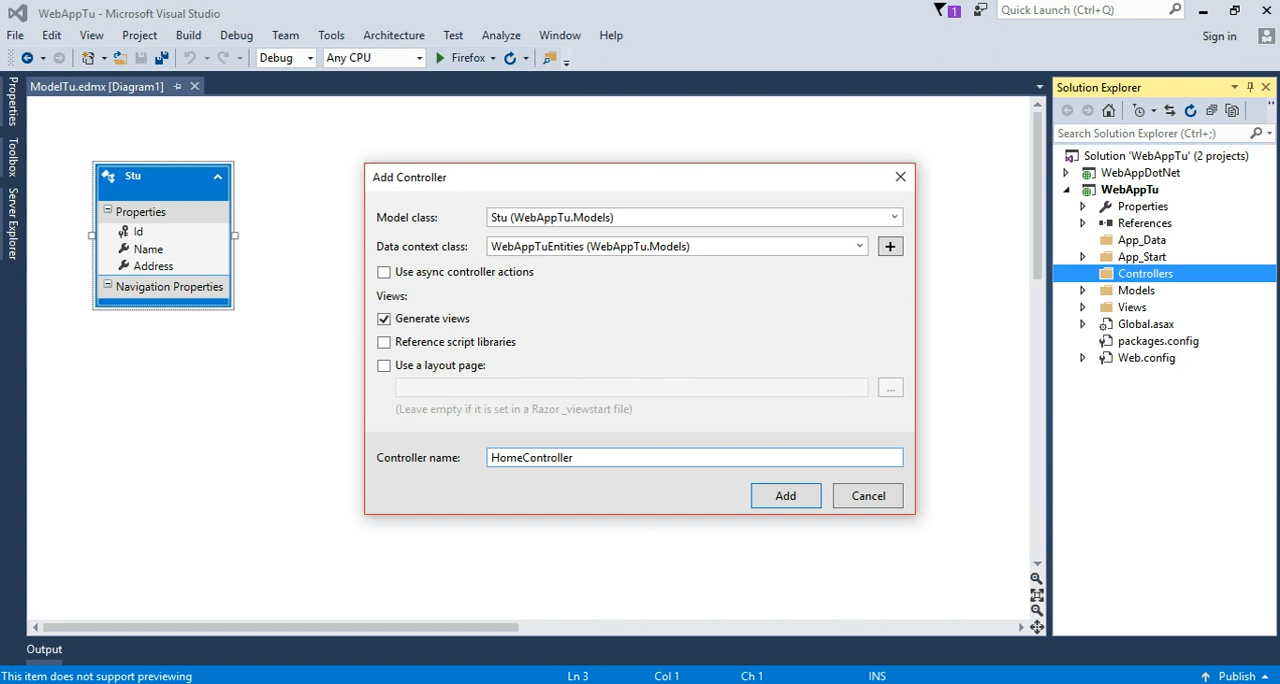 WebAppTu - Microsoft Visual Studio
1
Quick Launch (Ctrl+Q)
File Edit View Project Build Debug Team Tools Architecture Test Analyze Window Help
Sign in
Debug Any CPU Firefox
ModelTu.edmx [Diagram1]
Properties
Toolbox
Server Explorer
Stu
Properties
Id
Name
Address
Navigation Properties
Add Controller
Model class: Stu (WebAppTu.Models)
Data context class: WebAppTuEntities (WebAppTu.Models)
Use async controller actions
Views:
Generate views
Reference script libraries
Use a layout page:
...
(Leave empty if it is set in a Razor _viewstart file)
Controller name: HomeController
Add Cancel
Solution Explorer
Search Solution Explorer (Ctrl+;)
Solution 'WebAppTu' (2 projects)
WebAppDotNet
WebAppTu
Properties
References
App_Data
App_Start
Controllers
Models
Views
Global.asax
packages.config
Web.config
Output
This item does not support previewing Ln 3 Col 1 Ch 1 INS Publish